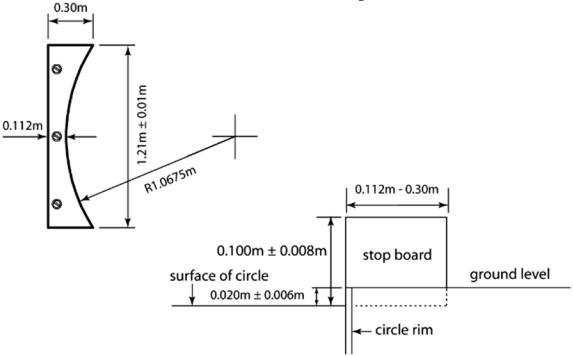 0.30m
0.112m
1.21m ± 0.01m
R1.0675m
0.112m - 0.30m
0.100m ± 0.008m
stop board
surface of circle
ground level
0.020m ± 0.006m
circle rim